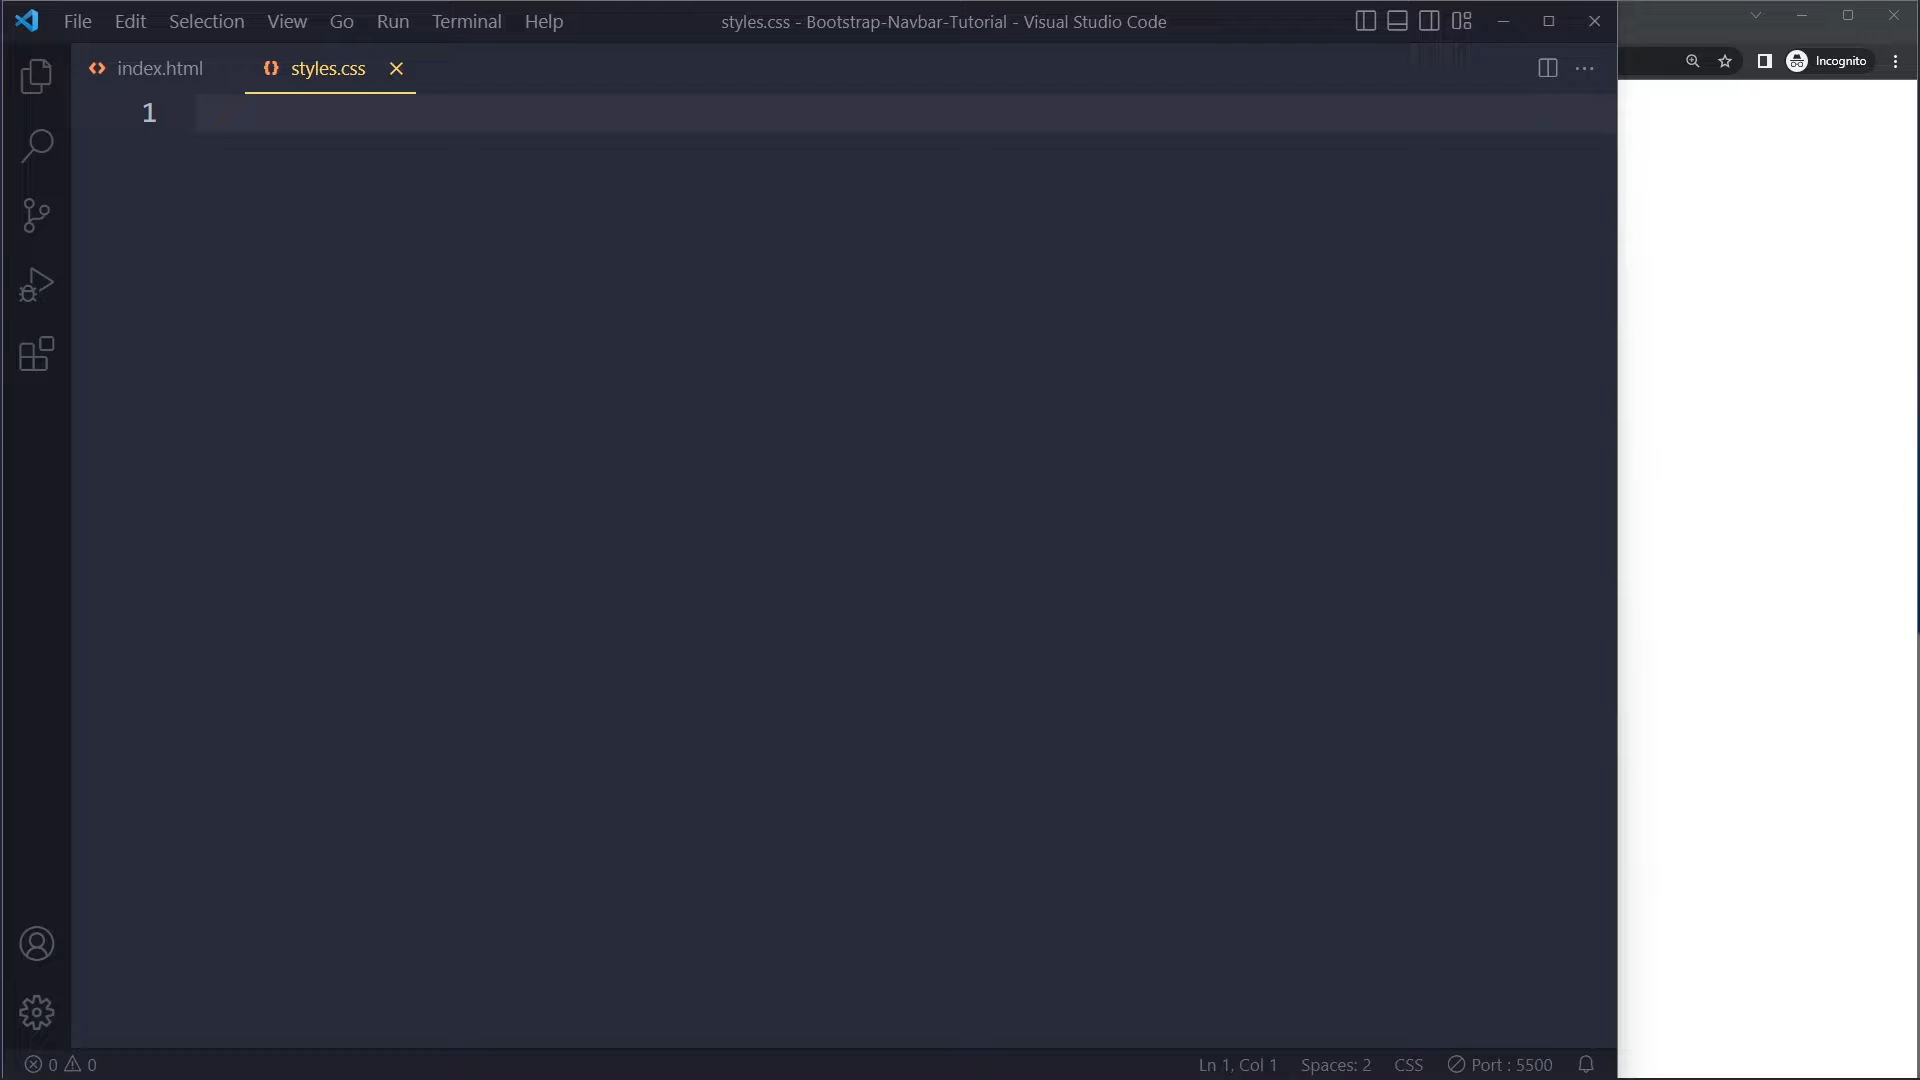 File Edit Selection View Go Run Terminal Help styles.css - Bootstrap-Navbar-Tutorial - Visual Studio Code
Incognito
index.html styles.css
1
0 0 Ln 1, Col 1 Spaces: 2 CSS Port : 5500